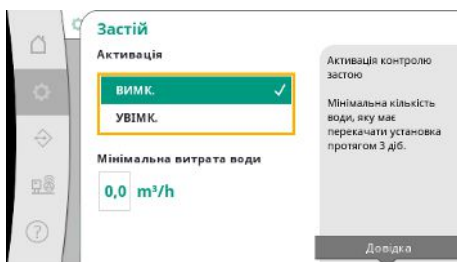 Застій
Активація
ВИМК.
УВІМК.
Мінімальна витрата води
0,0 m³/h
Активація контролю
застою
Мінімальна кількість
води, яку має
перекачати установка
протягом 3 діб.
Довідка